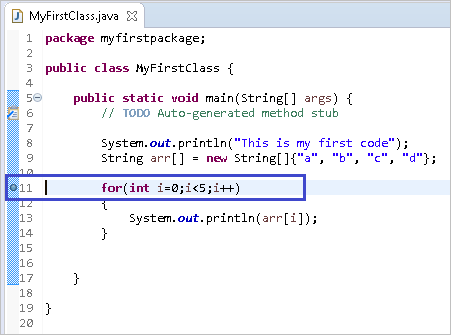 MyFirstClass.java
1 package myfirstpackage;
2
3 public class MyFirstClass {
4
5 public static void main(String[] args) {
6 // TODO Auto-generated method stub
7
8 System.out.println("This is my first code");
9 String arr[] = new String[]{"a", "b", "c", "d"};
10
11 for(int i=0;i<5;i++)
12 {
13 System.out.println(arr[i]);
14 }
15
16
17 }
18
19 }
20